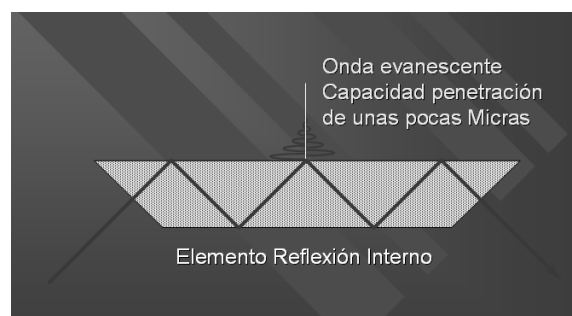 Onda evanescente
Capacidad penetración
de unas pocas Micras
Elemento Reflexión Interno